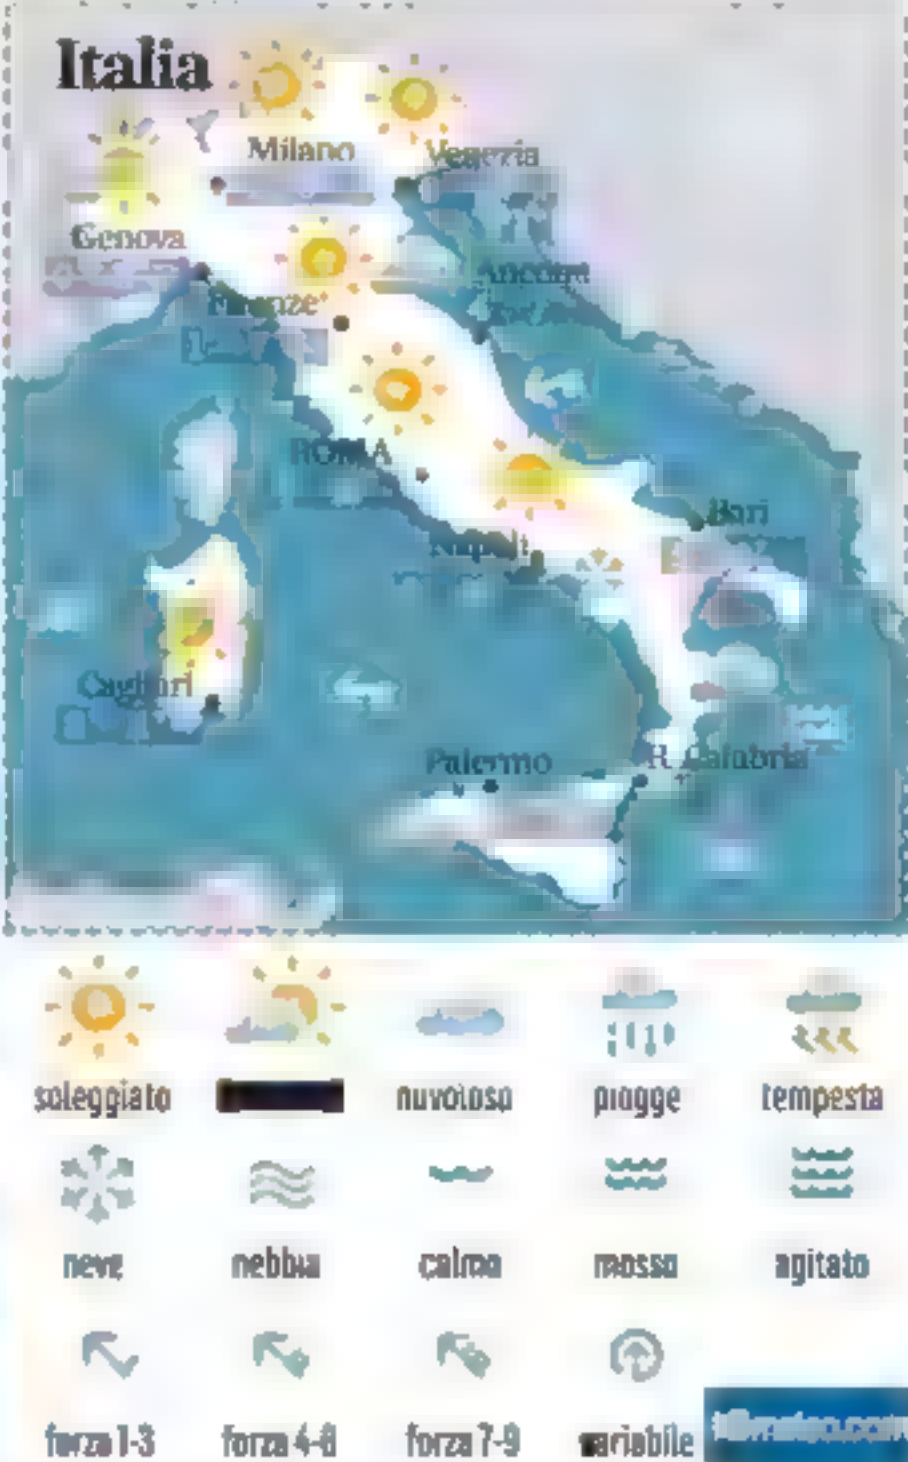 Italia
Milano
Venezia
Genova
Ancona
Firenze
ROMA
Bari
Napoli
Cagliari
Palermo
R. Calabria
soleggiato
nuvoloso
piogge
tempesta
neve
nebbia
calmo
mosso
agitato
forza 1-3
forza 4-6
forza 7-9
variabile